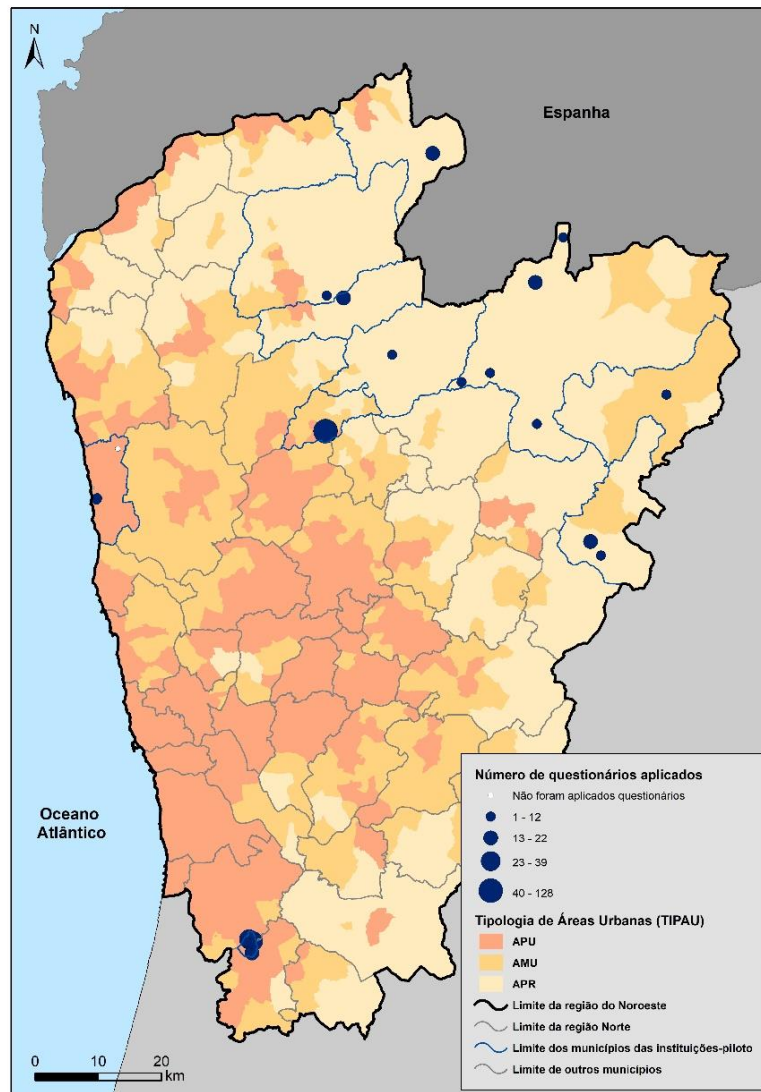 N
Espanha
Oceano
Atlântico
Número de questionários aplicados
Não foram aplicados questionários
1 - 12
13 - 22
23 - 39
40 - 128
Tipologia de Áreas Urbanas (TIPAU)
APU
AMU
APR
Limite da região do Noroeste
Limite da região Norte
Limite dos municípios das instituições-piloto
Limite de outros municípios
0 10 20
km